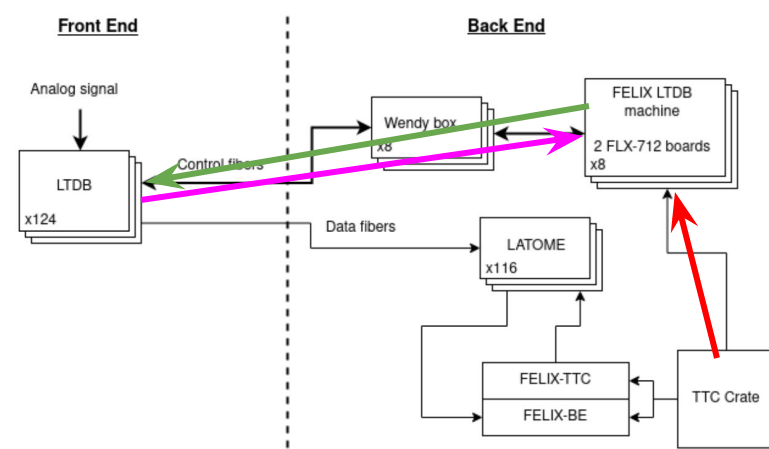 Front End
Back End
Analog signal
LTDB
x124
Control fibers
Wendy box
x8
FELIX LTDB
machine
2 FLX-712 boards
x8
Data fibers
LATOME
x116
FELIX-TTC
FELIX-BE
TTC Crate